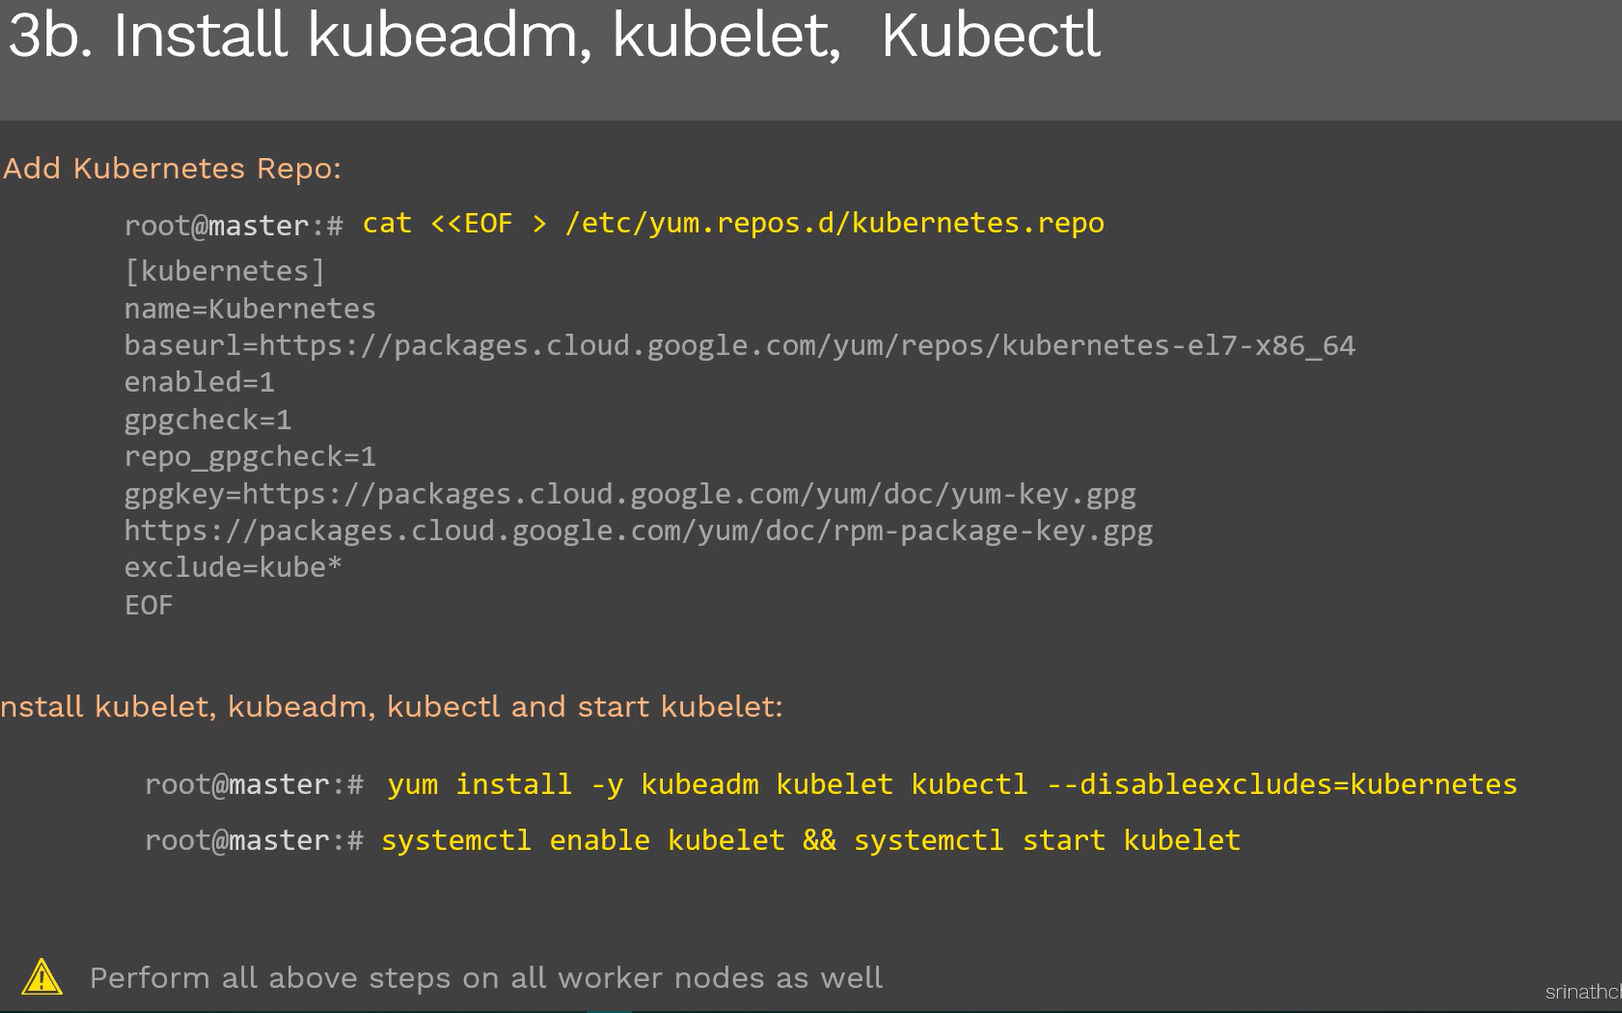 3b. Install kubeadm, kubelet, Kubectl
Add Kubernetes Repo:
root@master:# cat <<EOF > /etc/yum.repos.d/kubernetes.repo
[kubernetes]
name=Kubernetes
baseurl=https://packages.cloud.google.com/yum/repos/kubernetes-el7-x86_64
enabled=1
gpgcheck=1
repo_gpgcheck=1
gpgkey=https://packages.cloud.google.com/yum/doc/yum-key.gpg
https://packages.cloud.google.com/yum/doc/rpm-package-key.gpg
exclude=kube*
EOF
nstall kubelet, kubeadm, kubectl and start kubelet:
root@master:# yum install -y kubeadm kubelet kubectl --disableexcludes=kubernetes
root@master:# systemctl enable kubelet && systemctl start kubelet
Perform all above steps on all worker nodes as well